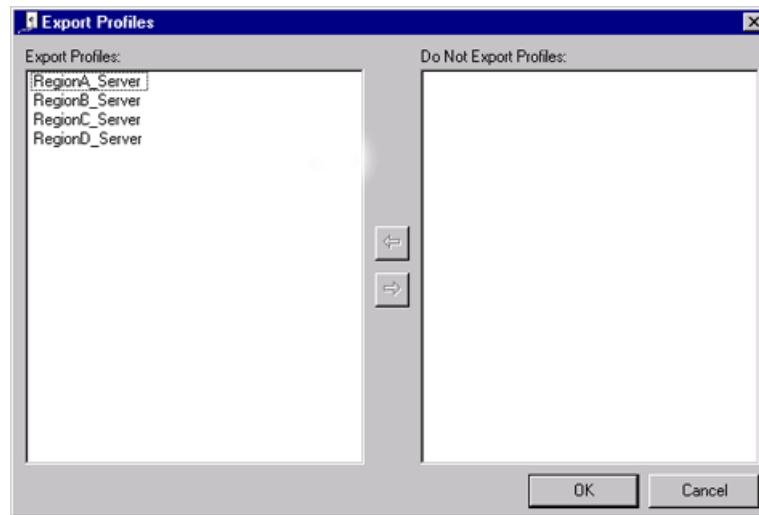 Export Profiles
Export Profiles:
Do Not Export Profiles:
RegionA_Server
RegionB_Server
RegionC_Server
RegionD_Server
OK
Cancel